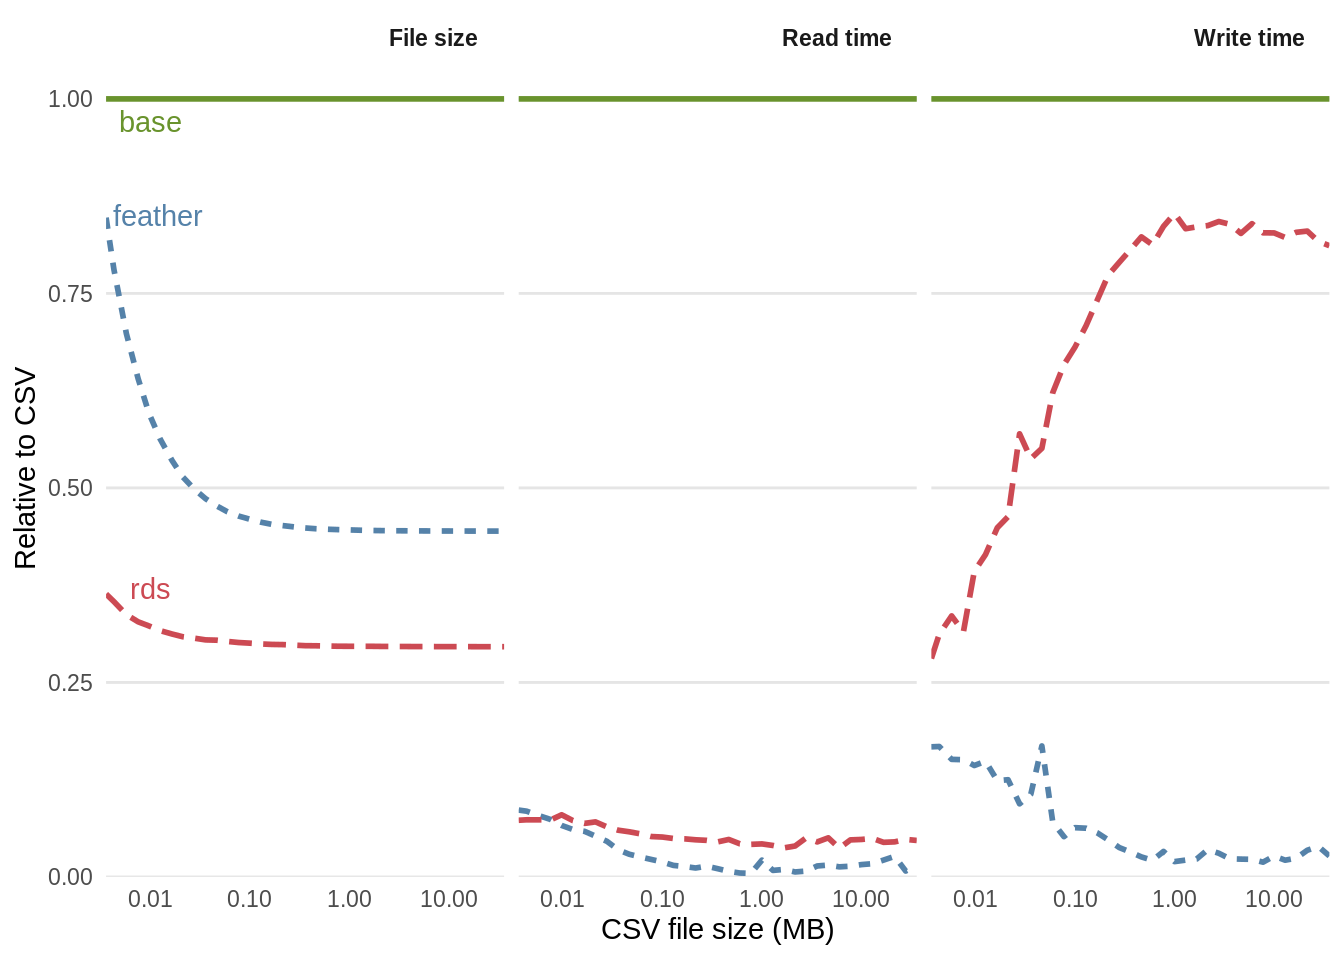 File size
Read time
Write time
1.00
base
feather
0.75
0.50
rds
0.25
0.00
Relative to CSV
0.01 0.10 1.00 10.00
0.01 0.10 1.00 10.00
0.01 0.10 1.00 10.00
CSV file size (MB)